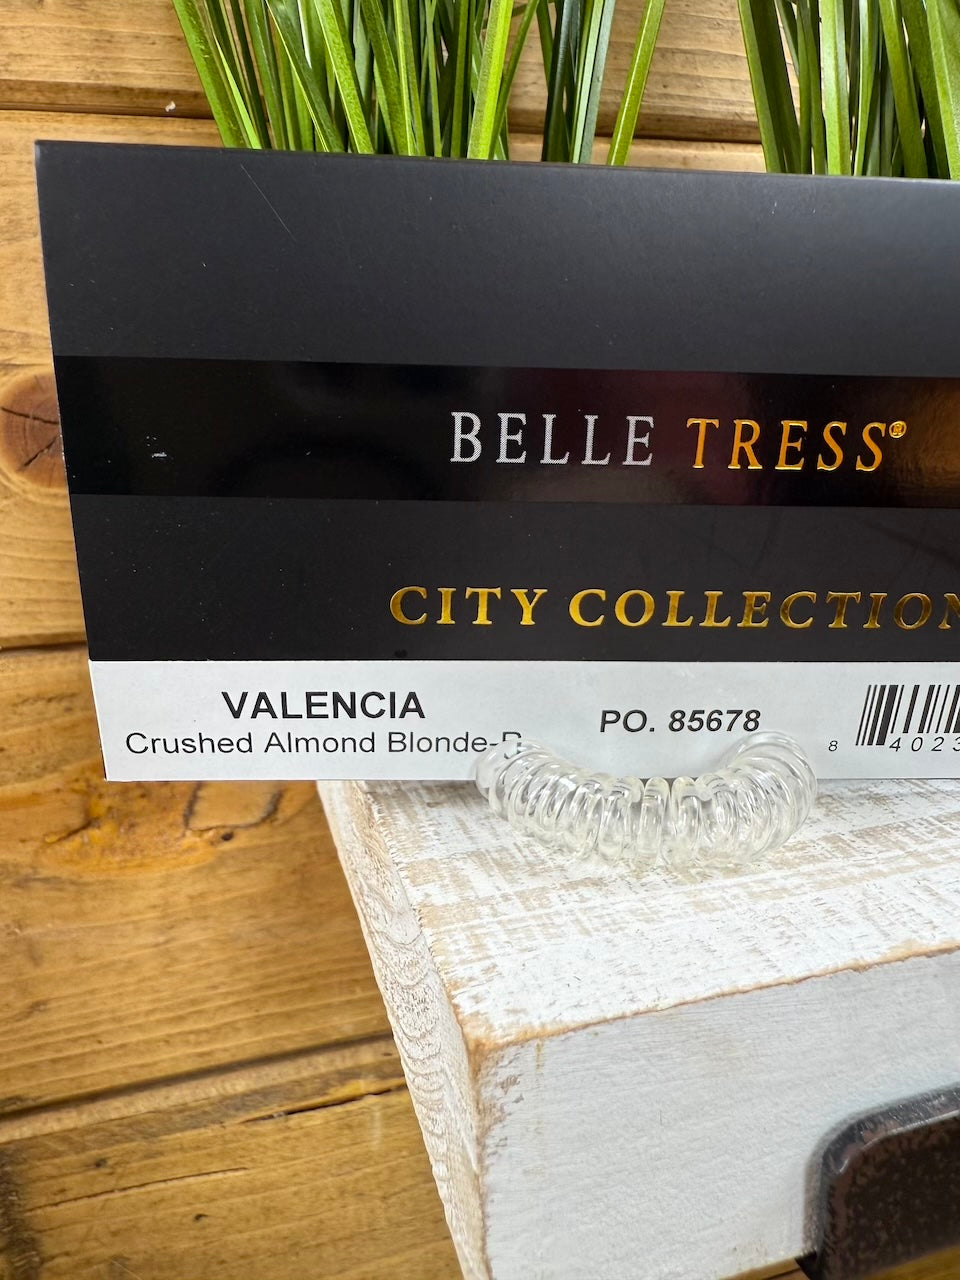 BELLE TRESS®
CITY COLLECTION
VALENCIA
Crushed Almond Blonde-R
PO. 85678
8 4023